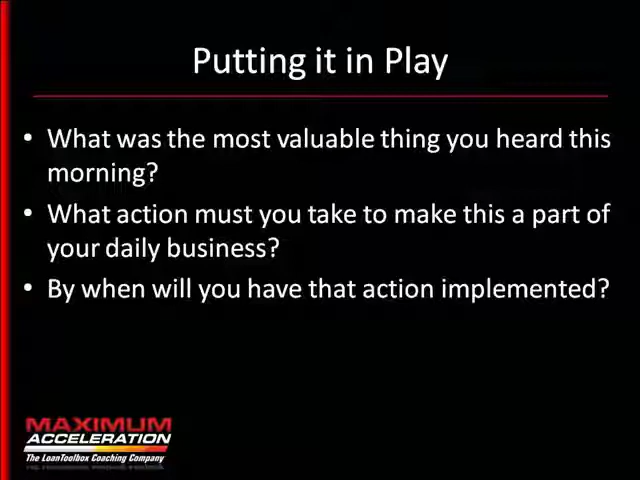 Putting it in Play
• What was the most valuable thing you heard this
morning?
• What action must you take to make this a part of
your daily business?
• By when will you have that action implemented?
MAXIMUM
ACCELERATION
The LoanToolbox Coaching Company